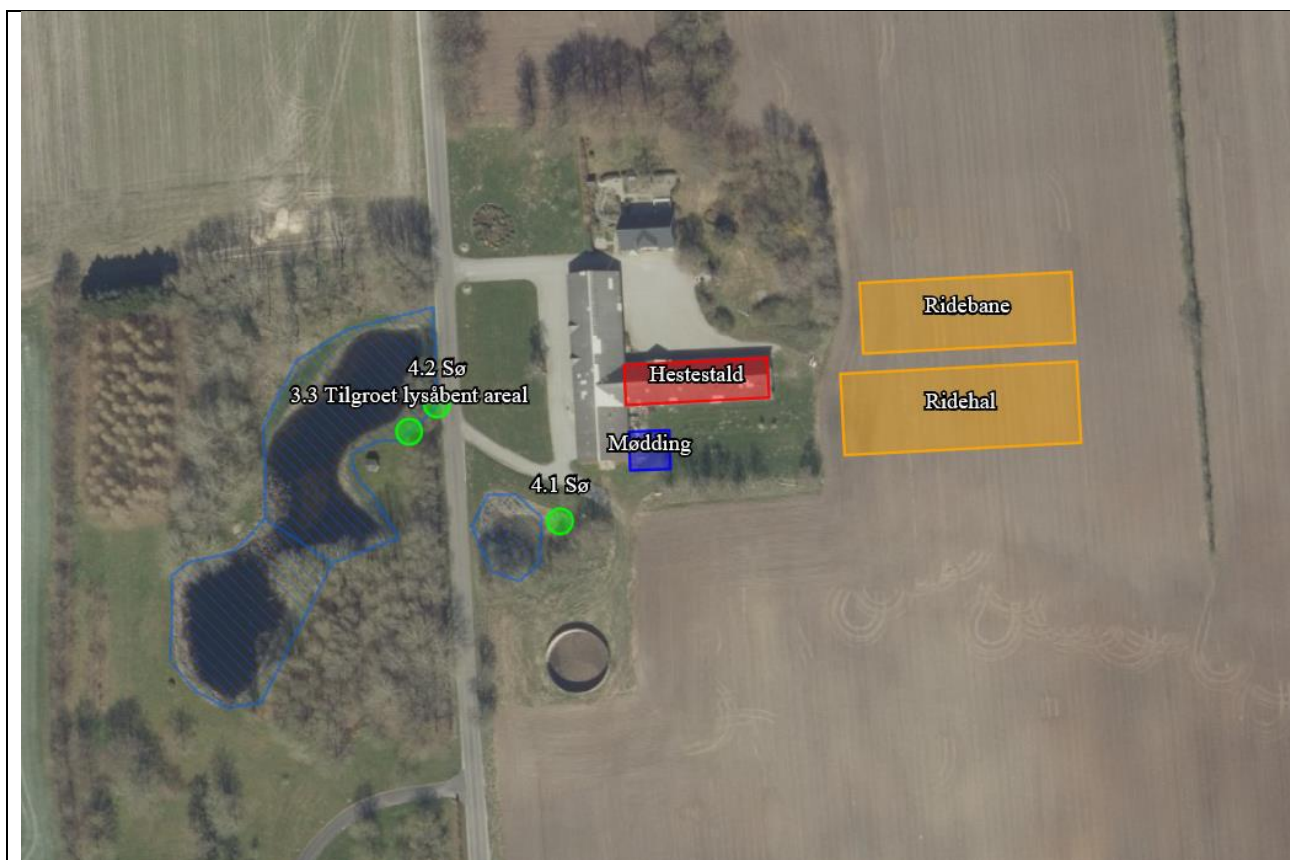 Ridebane
4.2 Sø
Hestestald
3.3 Tilgroet lysåbent areal
Ridehal
Mødding
4.1 Sø